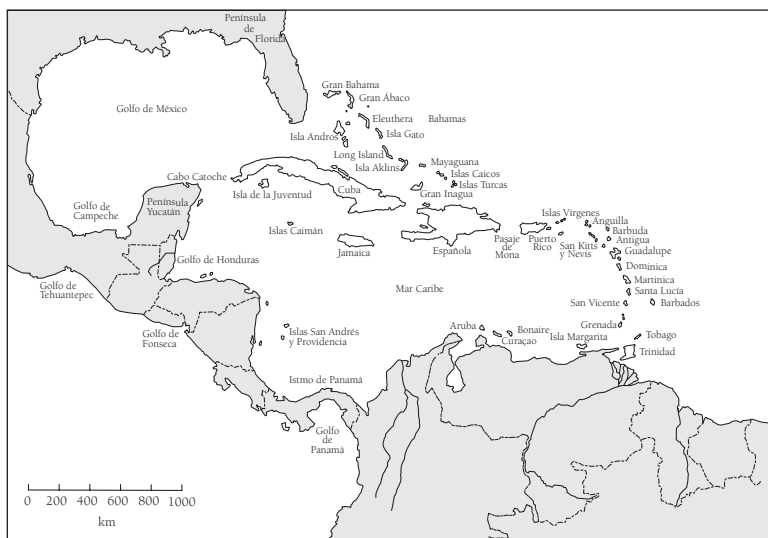 Península
de
Florida
Gran Bahama
Gran Ábaco
Golfo de México
Eleuthera
Bahamas
Isla Andros
Isla Gato
Long Island
Isla Aklins
Mayaguana
Islas Caicos
Islas Turcas
Gran Inagua
Cabo Catoche
Isla de la Juventud
Cuba
Golfo de
Campeche
Península
Yucatán
Islas Caimán
Jamaica
Española
Pasaje
de
Mona
Puerto
Rico
Islas Vírgenes
Anguilla
Barbuda
Antigua
San Kitts
y Nevis
Guadalupe
Dominica
Martinica
Santa Lucía
San Vicente
Barbados
Grenada
Tobago
Trinidad
Golfo de Honduras
Golfo de
Tehuantepec
Mar Caribe
Golfo de
Fonseca
Islas San Andrés
y Providencia
Aruba
Bonaire
Curaçao
Isla Margarita
Istmo de Panamá
Golfo
de
Panamá
0 200 400 600 800 1000
km